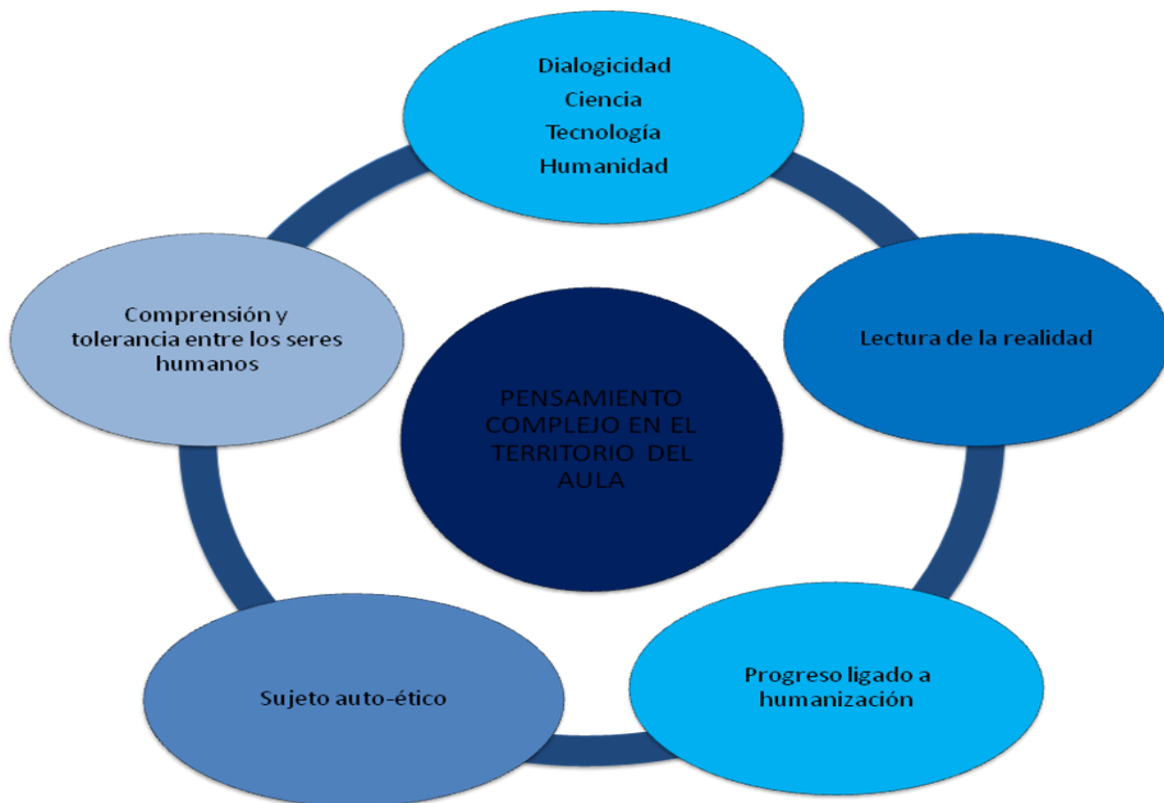 Dialogicidad
Ciencia
Tecnología
Humanidad
Lectura de la realidad
Progreso ligado a
humanización
Sujeto auto-ético
Comprensión y
tolerancia entre los seres
humanos
PENSAMIENTO
COMPLEJO EN EL
TERRITORIO DEL
AULA